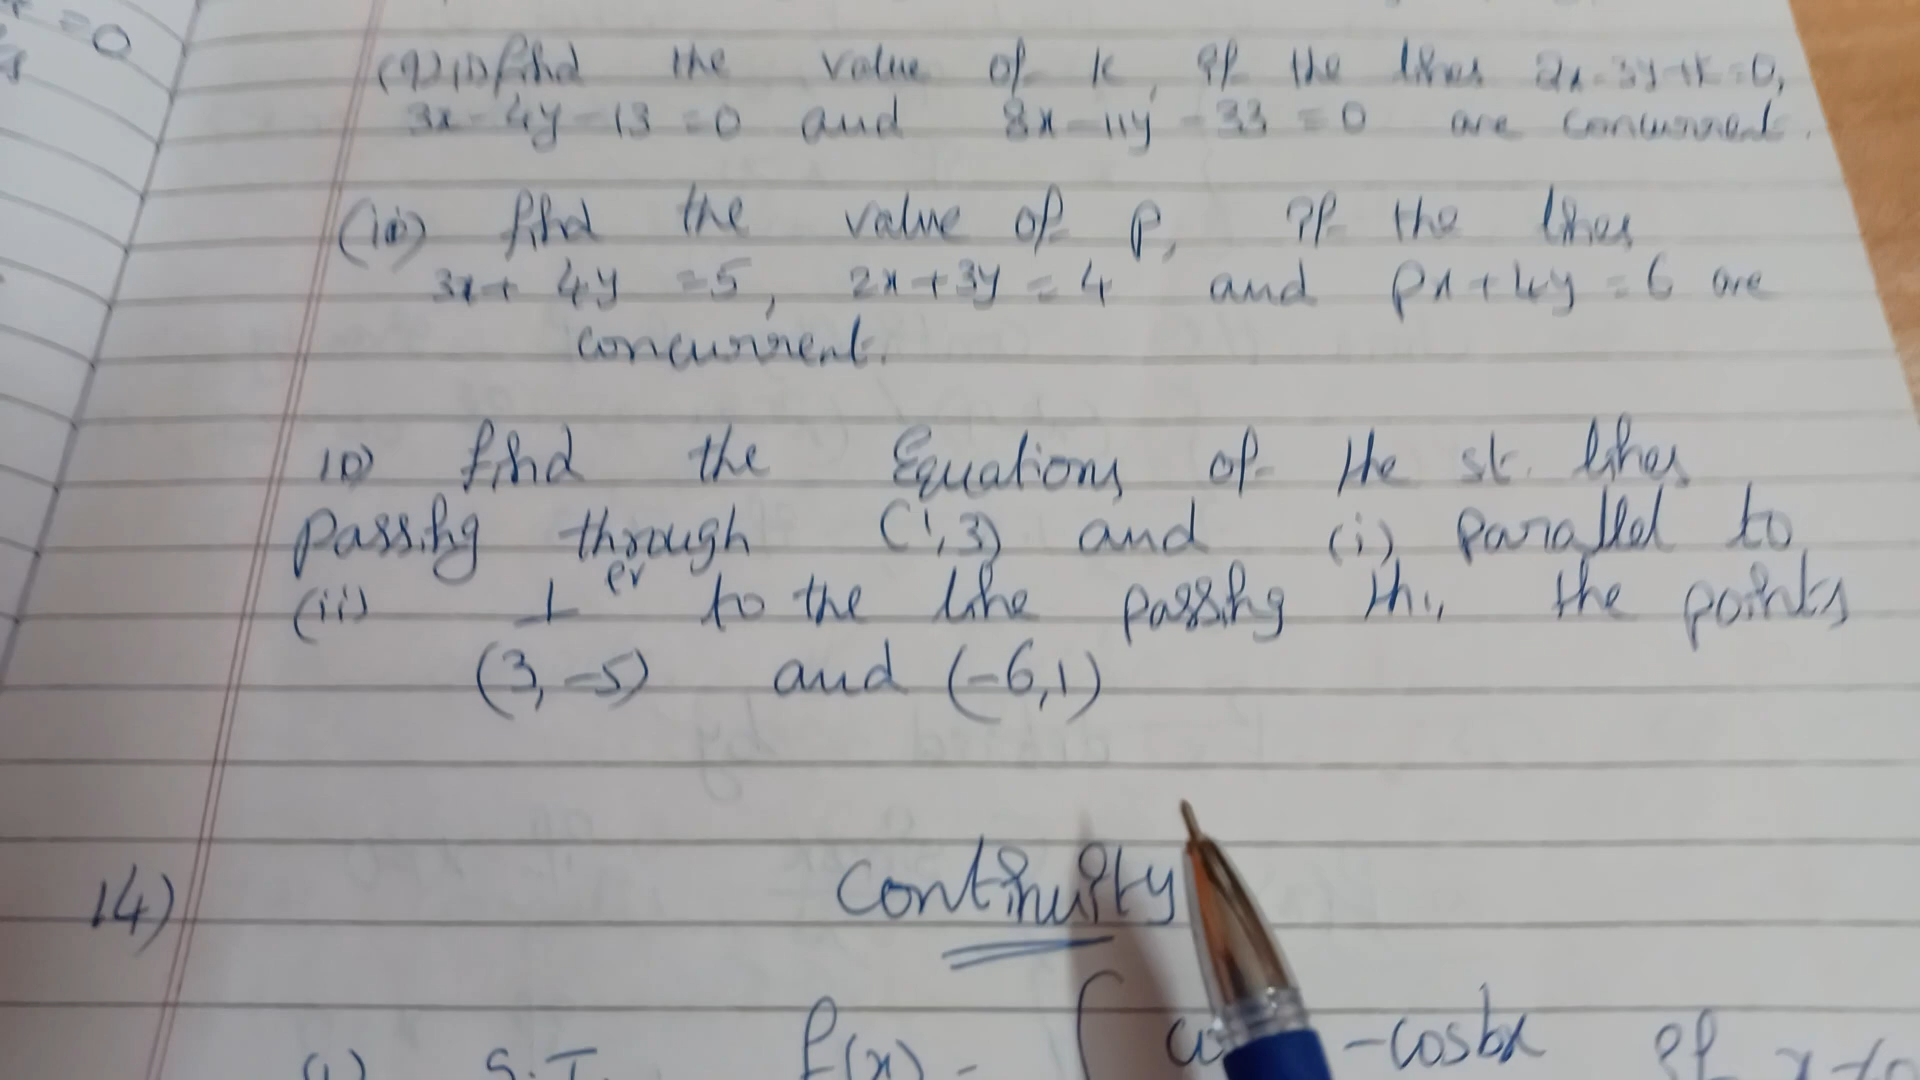 =0
(9)(i) find the value of k, if the lines 2x-3y+k=0,
3x-4y-13=0 and 8x-11y-33=0 are concurrent.
(ii) find the value of p, if the lines
3x+4y=5, 2x+3y=4 and px+4y=6 are
concurrent.
10) find the Equations of the st. lines
passing through (1,3) and (i) parallel to
(ii) ⊥er to the line passing th, the points
(3,-5) and (-6,1)
14) Continuity
(i) S.T. f(x) = -cosbx if x≠0